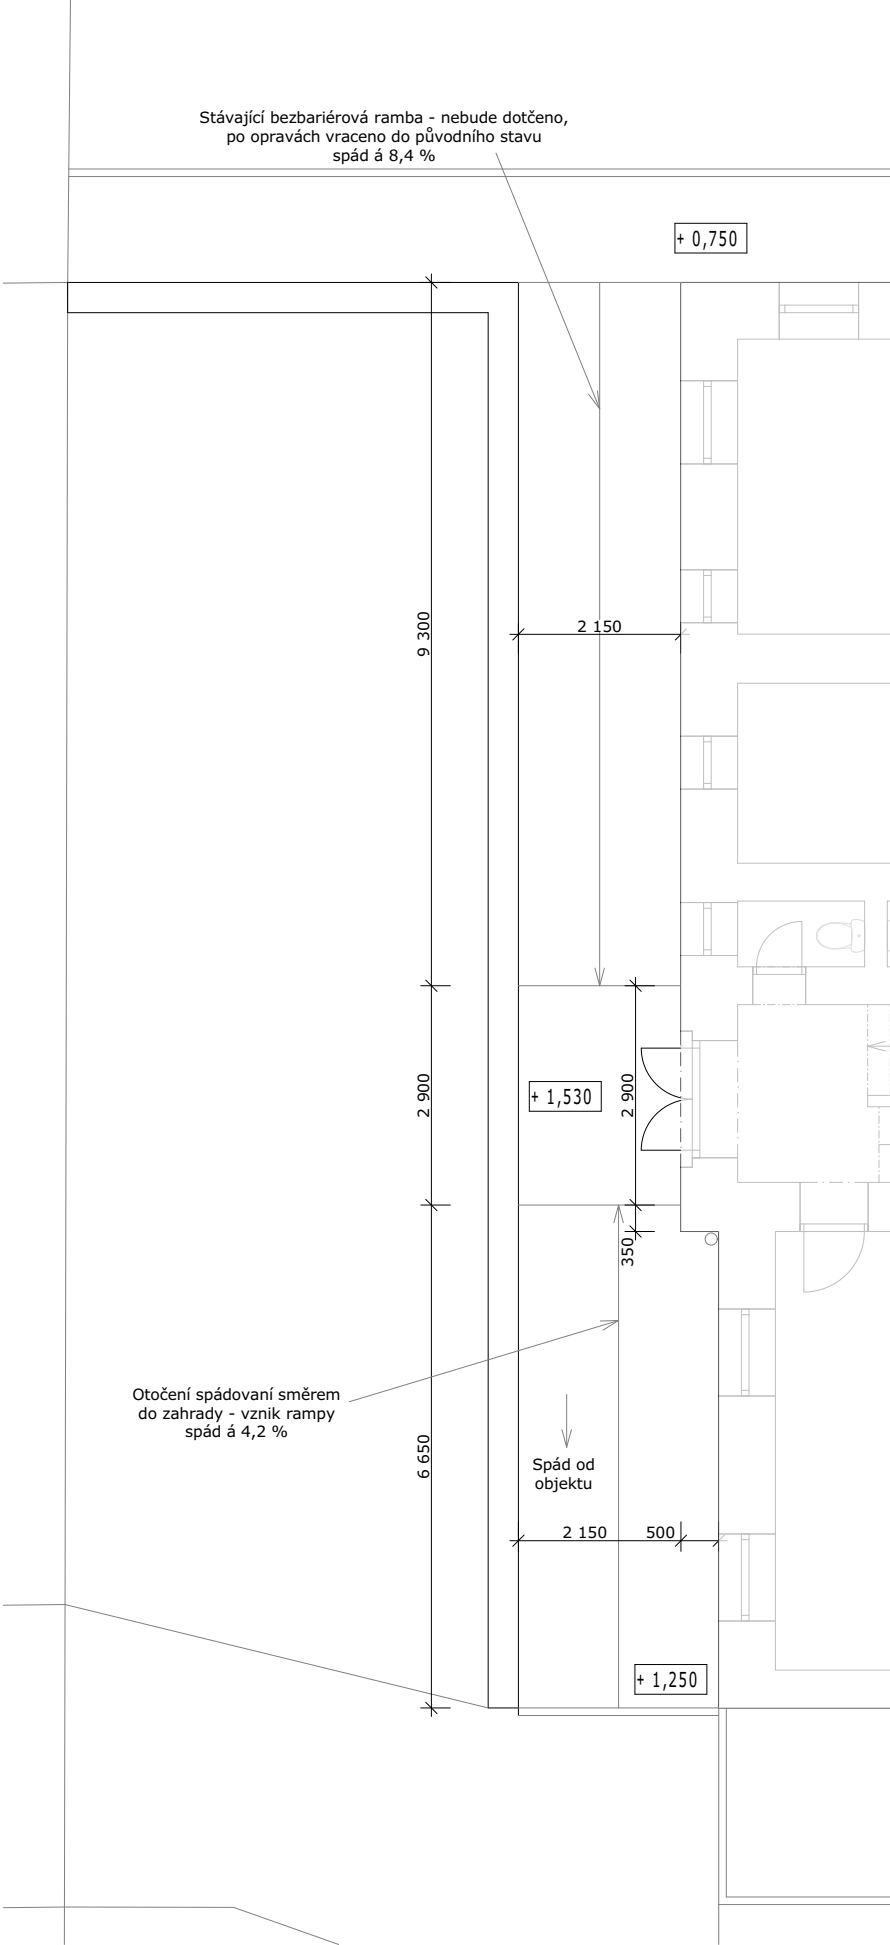 Stávající bezbariérová ramba - nebude dotčeno,
po opravách vraceno do původního stavu
spád á 8,4 %
+ 0,750
9 300
2 150
2 900
+ 1,530
2 900
350
Otočení spádovaní směrem
do zahrady - vznik rampy
spád á 4,2 %
6 650
Spád od
objektu
2 150
500
+ 1,250